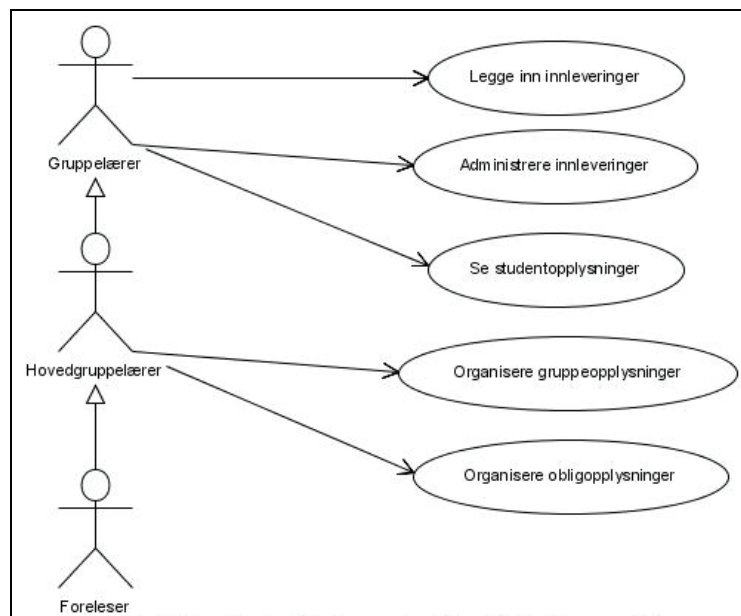 Legge inn innleveringer
Administrere innleveringer
Gruppelærer
Se studentopplysninger
Hovedgruppelærer
Organisere gruppeopplysninger
Organisere obligopplysninger
Foreleser